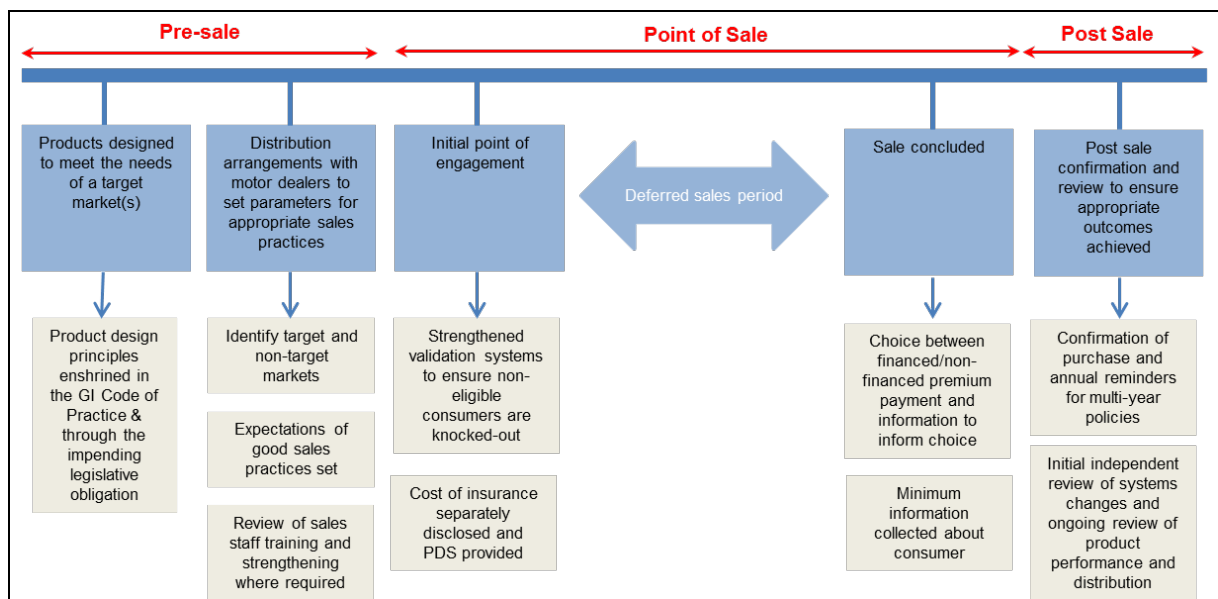 Pre-sale
Point of Sale
Post Sale
Products designed
to meet the needs
of a target
market(s)
Distribution
arrangements with
motor dealers to
set parameters for
appropriate sales
practices
Initial point of
engagement
Deferred sales period
Sale concluded
Post sale
confirmation and
review to ensure
appropriate
outcomes
achieved
Product design
principles
enshrined in
the GI Code of
Practice &
through the
impending
legislative
obligation
Identify target and
non-target
markets
Expectations of
good sales
practices set
Review of sales
staff training and
strengthening
where required
Strengthened
validation systems
to ensure non-
eligible
consumers are
knocked-out
Cost of insurance
separately
disclosed and
PDS provided
Choice between
financed/non-
financed premium
payment and
information to
inform choice
Minimum
information
collected about
consumer
Confirmation of
purchase and
annual reminders
for multi-year
policies
Initial independent
review of systems
changes and
ongoing review of
product
performance and
distribution